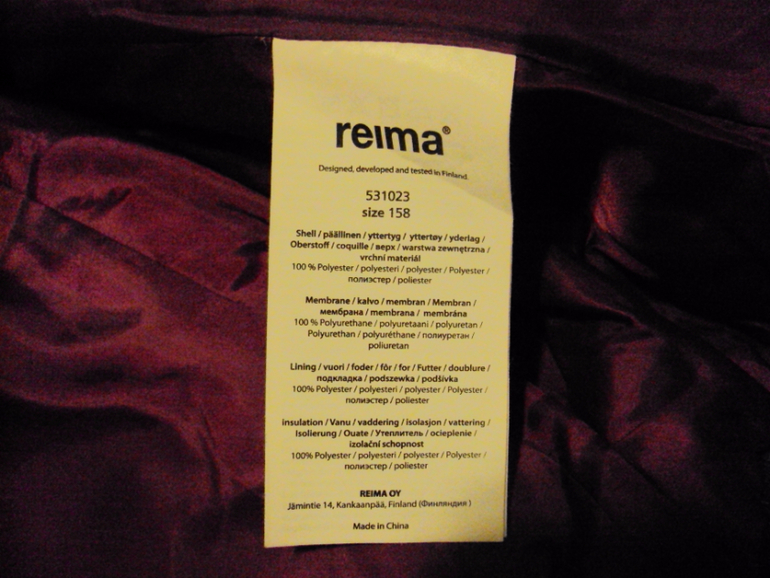 reima®
Designed, developed and tested in Finland.
531023
size 158
Shell / päällinen / yttertyg / yttertøy / yderlag /
Oberstoff / coquille / верх / warstwa zewnętrzna /
vrchní materiál
100 % Polyester / polyesteri / polyester / Polyester /
полиэстер / poliester
Membrane / kalvo / membran / Membran /
мембрана / membrana / membrána
100 % Polyurethane / polyuretaani / polyuretan /
Polyurethan / polyuréthane / полиуретан /
poliuretan
Lining / vuori / foder / fôr / for / Futter / doublure /
подкладка / podszewka / podšívka
100% Polyester / polyesteri / polyester / Polyester /
полиэстер / poliester
insulation / Vanu / vaddering / isolasjon / vattering /
Isolierung / Ouate / Утеплитель / ocieplenie /
izolační schopnost
100% Polyester / polyesteri / polyester / Polyester /
полиэстер / poliester
REIMA OY
Jämintie 14, Kankaanpää, Finland (Финляндия )
Made in China